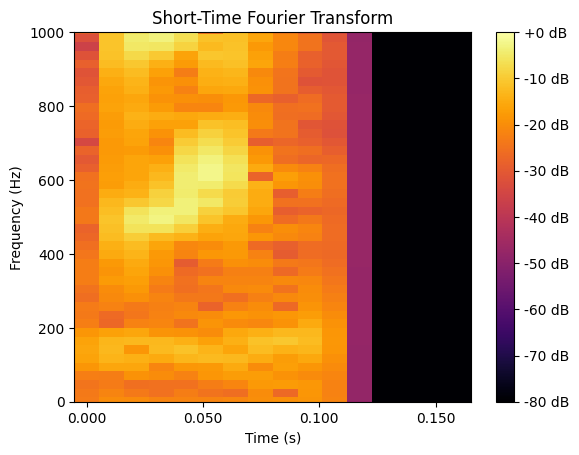 Short-Time Fourier Transform
1000
800
600
400
200
0
Frequency (Hz)
0.000
0.050
0.100
0.150
Time (s)
+0 dB
-10 dB
-20 dB
-30 dB
-40 dB
-50 dB
-60 dB
-70 dB
-80 dB